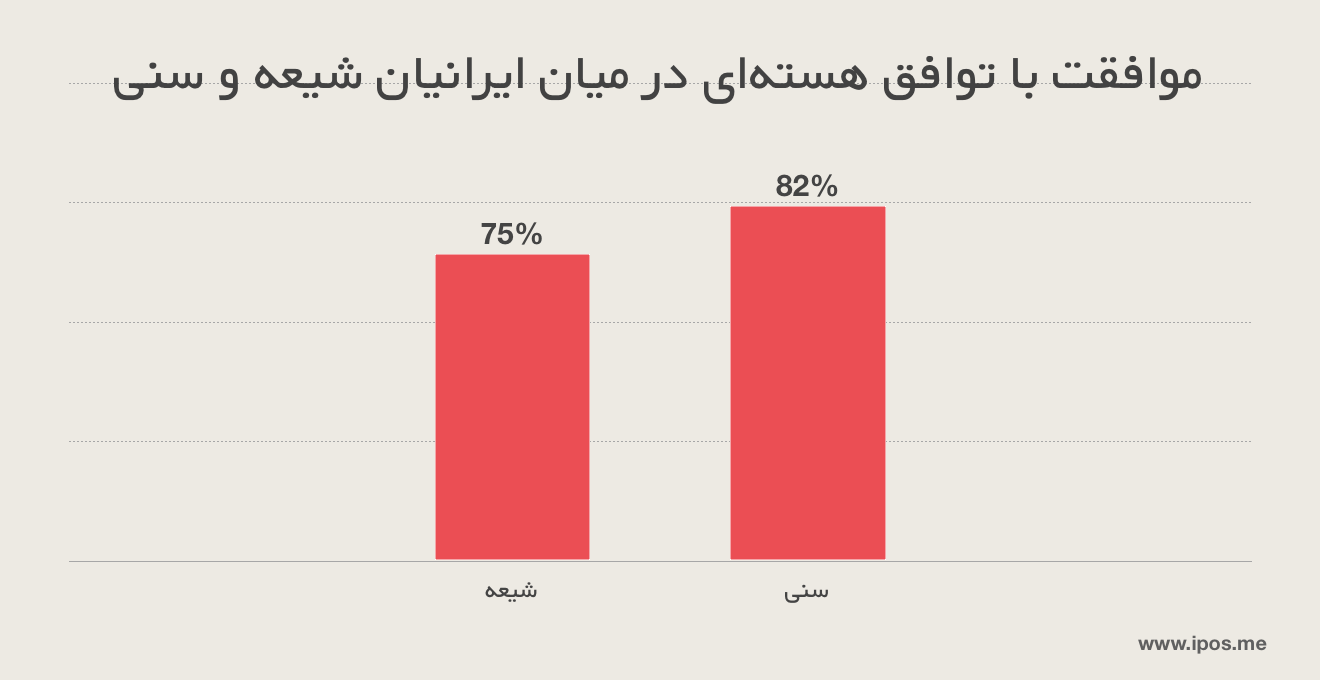 موافقت با توافق هسته‌ای در میان ایرانیان شیعه و سنی
82%
75%
سنی
شیعه
www.ipos.me